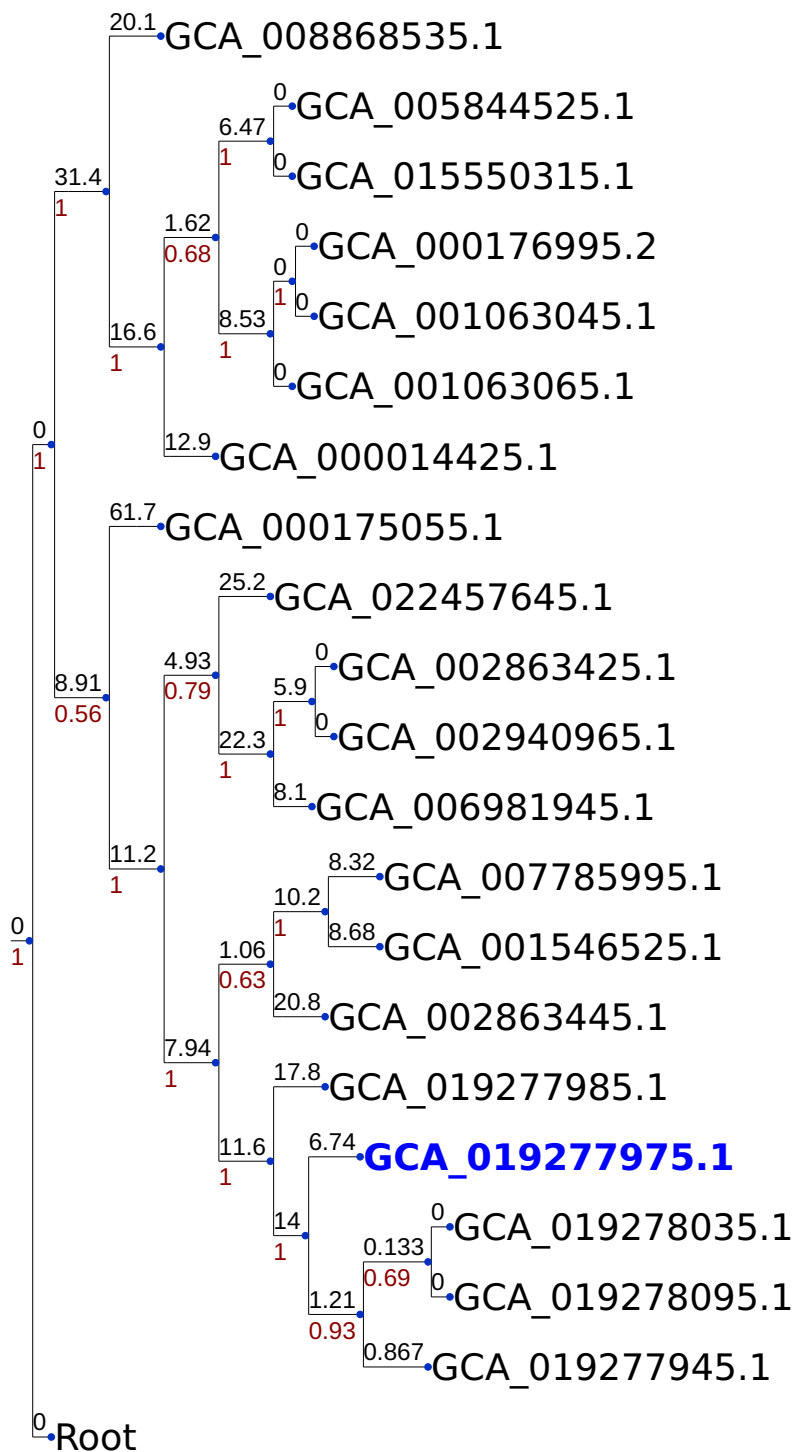 20.1 GCA_008868535.1
0 GCA_005844525.1
6.47
1
0 GCA_015550315.1
31.4
1
1.62
0.68
0 GCA_000176995.2
0
1
0 GCA_001063045.1
16.6
1
8.53
1
0 GCA_001063065.1
0
1
12.9 GCA_000014425.1
61.7 GCA_000175055.1
25.2 GCA_022457645.1
0 GCA_002863425.1
4.93
0.79
8.91
0.56
5.9
1
0 GCA_002940965.1
22.3
1
8.1 GCA_006981945.1
11.2
1
8.32 GCA_007785995.1
10.2
1
0
1
8.68 GCA_001546525.1
1.06
0.63
20.8 GCA_002863445.1
7.94
1
17.8 GCA_019277985.1
11.6
1
6.74 GCA_019277975.1
14
1
0 GCA_019278035.1
0.133
0.69
0 GCA_019278095.1
1.21
0.93
0.867 GCA_019277945.1
0 Root